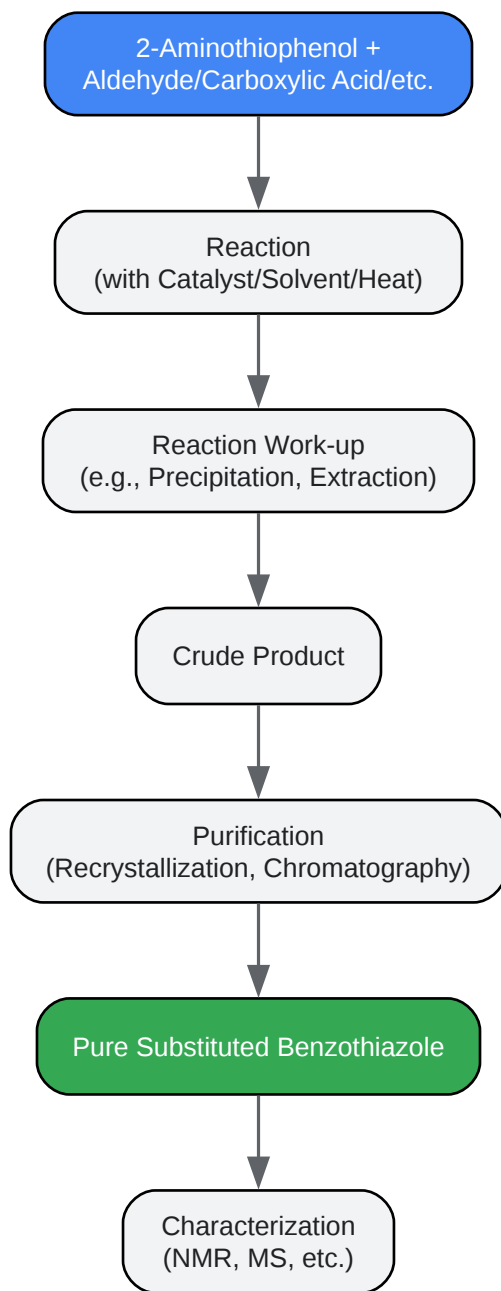 2-Aminothiophenol +
Aldehyde/Carboxylic Acid/etc.
Reaction
(with Catalyst/Solvent/Heat)
Reaction Work-up
(e.g., Precipitation, Extraction)
Crude Product
Purification
(Recrystallization, Chromatography)
Pure Substituted Benzothiazole
Characterization
(NMR, MS, etc.)